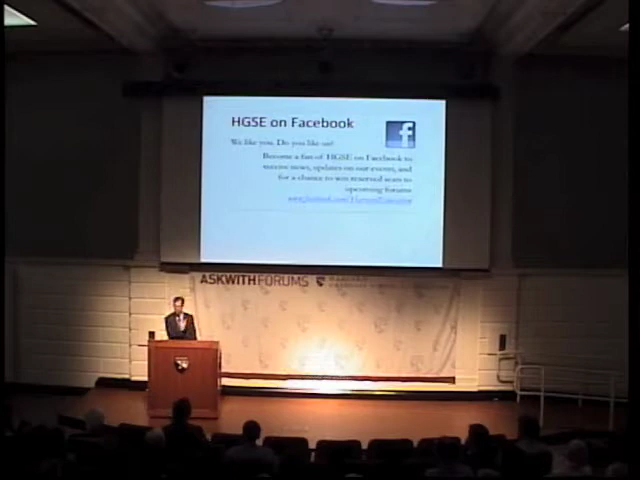 HGSE on Facebook
f
We like you. Do you like us?
Become a fan of HGSE on Facebook to
receive news, updates on our events, and
for a chance to win reserved seats to
upcoming forums
ASKWITH FORUMS